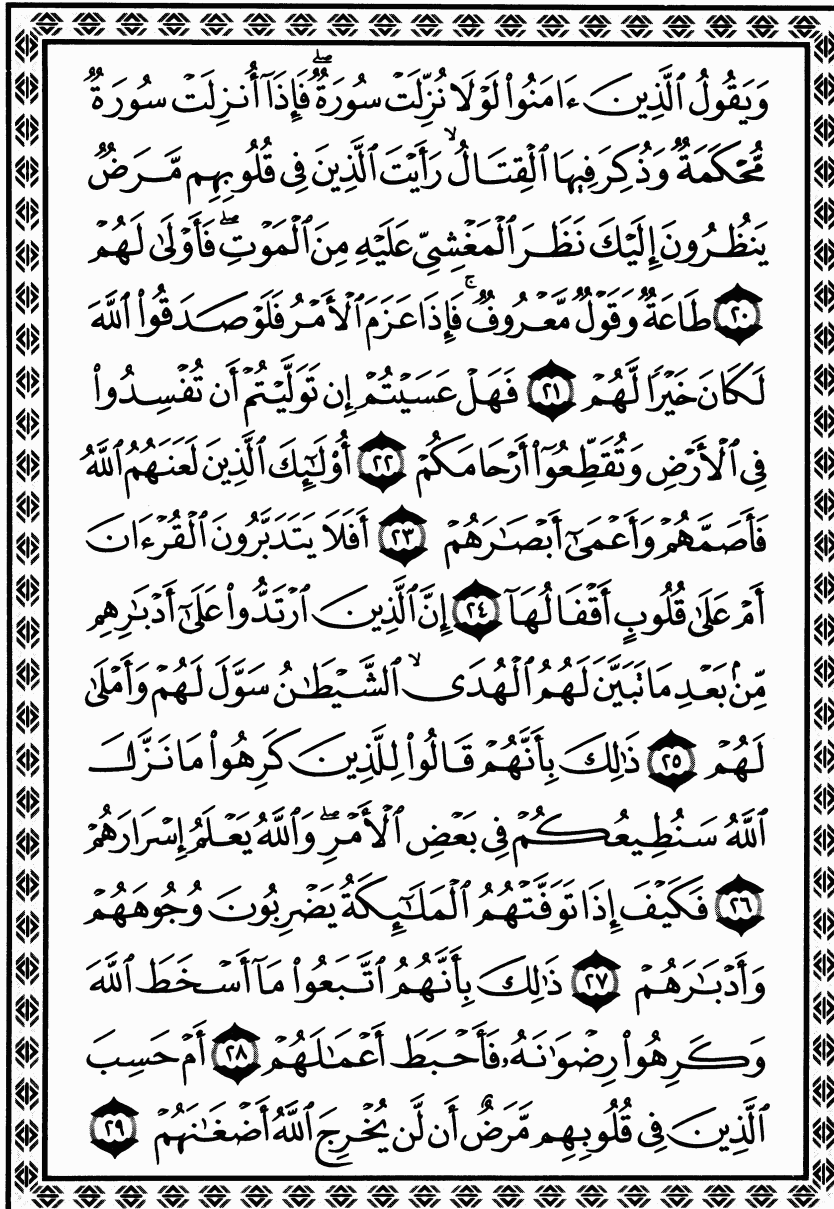 وَيَقُولُ ٱلَّذِينَ ءَامَنُوا۟ لَوْلَا نُزِّلَتْ سُورَةٌ ۖ فَإِذَآ أُنزِلَتْ سُورَةٌ
مُّحْكَمَةٌ وَذُكِرَ فِيهَا ٱلْقِتَالُ ۙ رَأَيْتَ ٱلَّذِينَ فِى قُلُوبِهِم مَّرَضٌ
يَنظُرُونَ إِلَيْكَ نَظَرَ ٱلْمَغْشِىِّ عَلَيْهِ مِنَ ٱلْمَوْتِ ۖ فَأَوْلَىٰ لَهُمْ
﴿٢٠﴾ طَاعَةٌ وَقَوْلٌ مَّعْرُوفٌ ۚ فَإِذَا عَزَمَ ٱلْأَمْرُ فَلَوْ صَدَقُوا۟ ٱللَّهَ
لَكَانَ خَيْرًا لَّهُمْ ﴿٢١﴾ فَهَلْ عَسَيْتُمْ إِن تَوَلَّيْتُمْ أَن تُفْسِدُوا۟
فِى ٱلْأَرْضِ وَتُقَطِّعُوٓا۟ أَرْحَامَكُمْ ﴿٢٢﴾ أُو۟لَـٰٓئِكَ ٱلَّذِينَ لَعَنَهُمُ ٱللَّهُ
فَأَصَمَّهُمْ وَأَعْمَىٰٓ أَبْصَـٰرَهُمْ ﴿٢٣﴾ أَفَلَا يَتَدَبَّرُونَ ٱلْقُرْءَانَ
أَمْ عَلَىٰ قُلُوبٍ أَقْفَالُهَآ ﴿٢٤﴾ إِنَّ ٱلَّذِينَ ٱرْتَدُّوا۟ عَلَىٰٓ أَدْبَـٰرِهِم
مِّنۢ بَعْدِ مَا تَبَيَّنَ لَهُمُ ٱلْهُدَى ۙ ٱلشَّيْطَـٰنُ سَوَّلَ لَهُمْ وَأَمْلَىٰ
لَهُمْ ﴿٢٥﴾ ذَٰلِكَ بِأَنَّهُمْ قَالُوا۟ لِلَّذِينَ كَرِهُوا۟ مَا نَزَّلَ
ٱللَّهُ سَنُطِيعُكُمْ فِى بَعْضِ ٱلْأَمْرِ ۖ وَٱللَّهُ يَعْلَمُ إِسْرَارَهُمْ
﴿٢٦﴾ فَكَيْفَ إِذَا تَوَفَّتْهُمُ ٱلْمَلَـٰٓئِكَةُ يَضْرِبُونَ وُجُوهَهُمْ
وَأَدْبَـٰرَهُمْ ﴿٢٧﴾ ذَٰلِكَ بِأَنَّهُمُ ٱتَّبَعُوا۟ مَآ أَسْخَطَ ٱللَّهَ
وَكَرِهُوا۟ رِضْوَٰنَهُۥ فَأَحْبَطَ أَعْمَـٰلَهُمْ ﴿٢٨﴾ أَمْ حَسِبَ
ٱلَّذِينَ فِى قُلُوبِهِم مَّرَضٌ أَن لَّن يُخْرِجَ ٱللَّهُ أَضْغَـٰنَهُمْ ﴿٢٩﴾